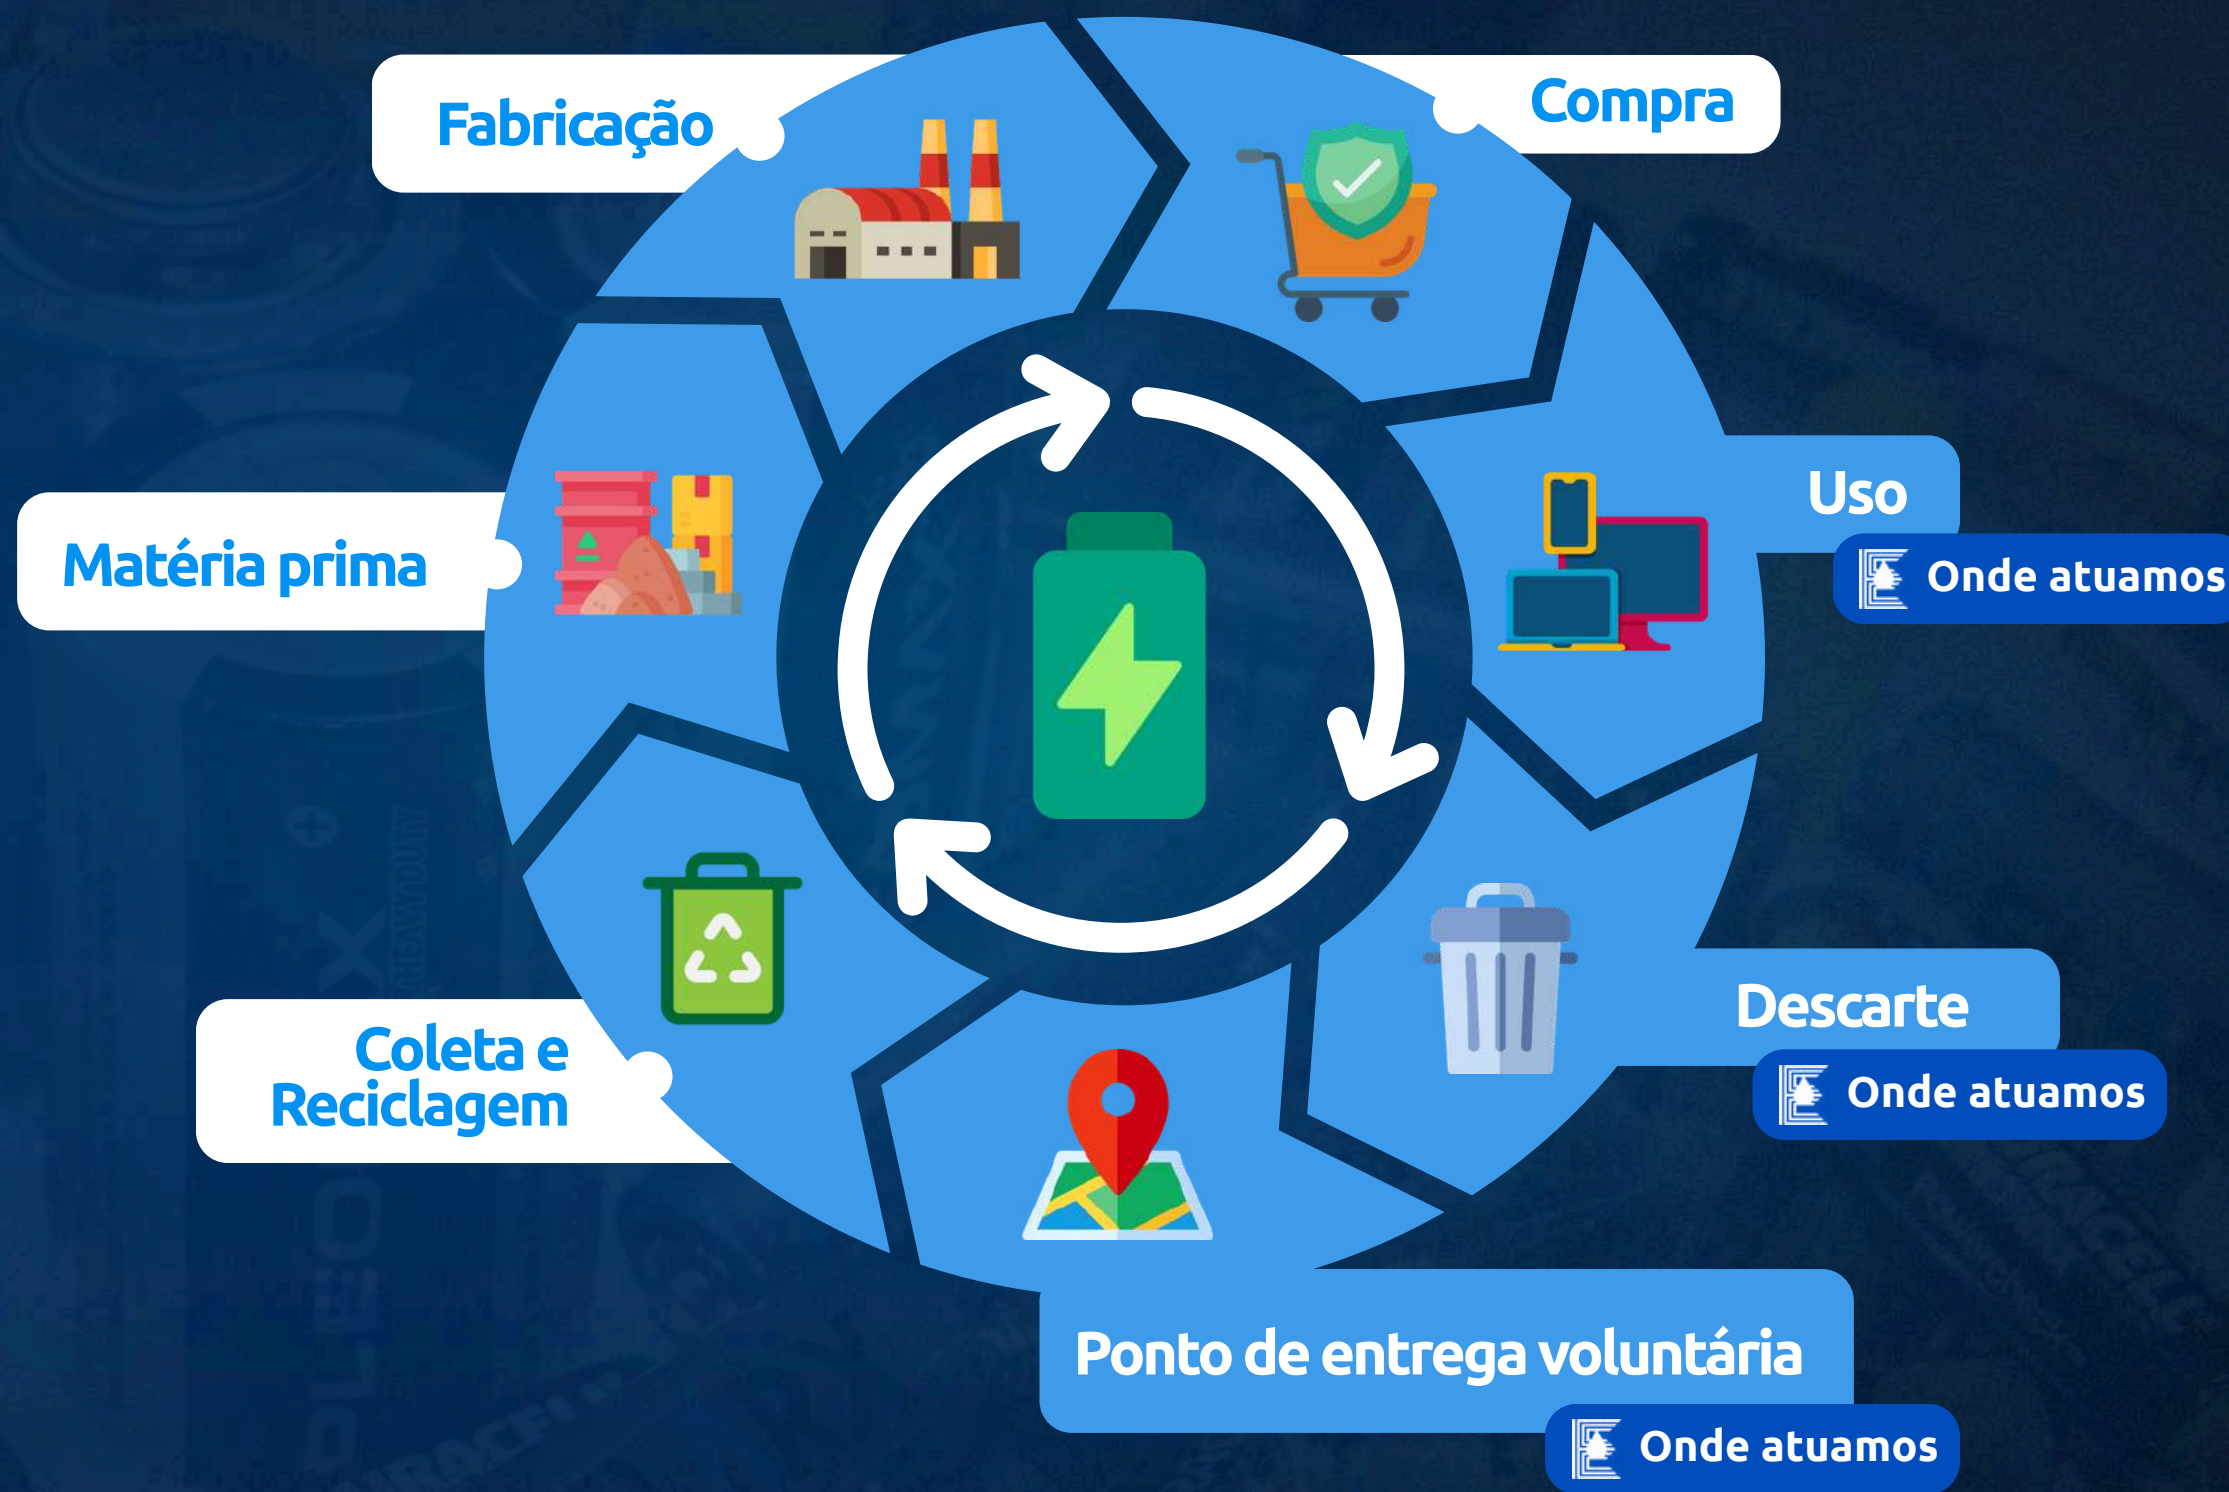 Fabricação
Compra
Uso
Onde atuamos
Matéria prima
Descarte
Onde atuamos
Coleta e
Reciclagem
Ponto de entrega voluntária
Onde atuamos